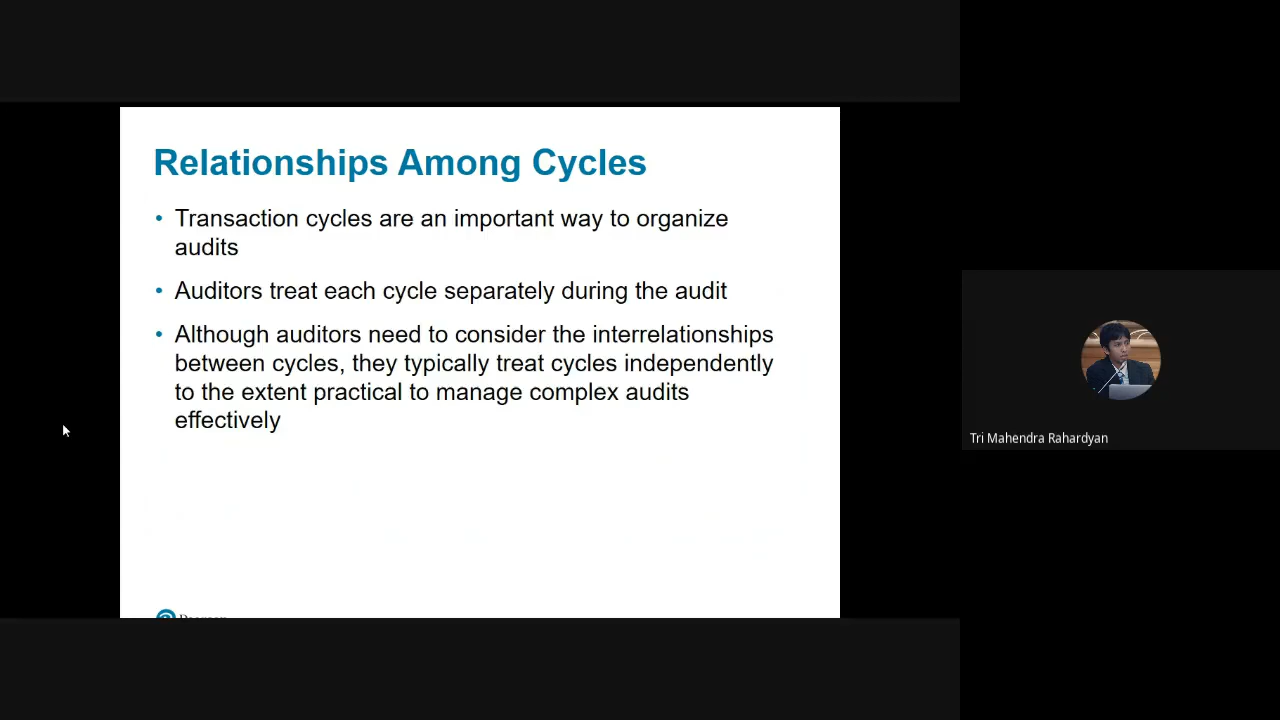 Relationships Among Cycles
• Transaction cycles are an important way to organize
audits
• Auditors treat each cycle separately during the audit
• Although auditors need to consider the interrelationships
between cycles, they typically treat cycles independently
to the extent practical to manage complex audits
effectively
Tri Mahendra Rahardyan